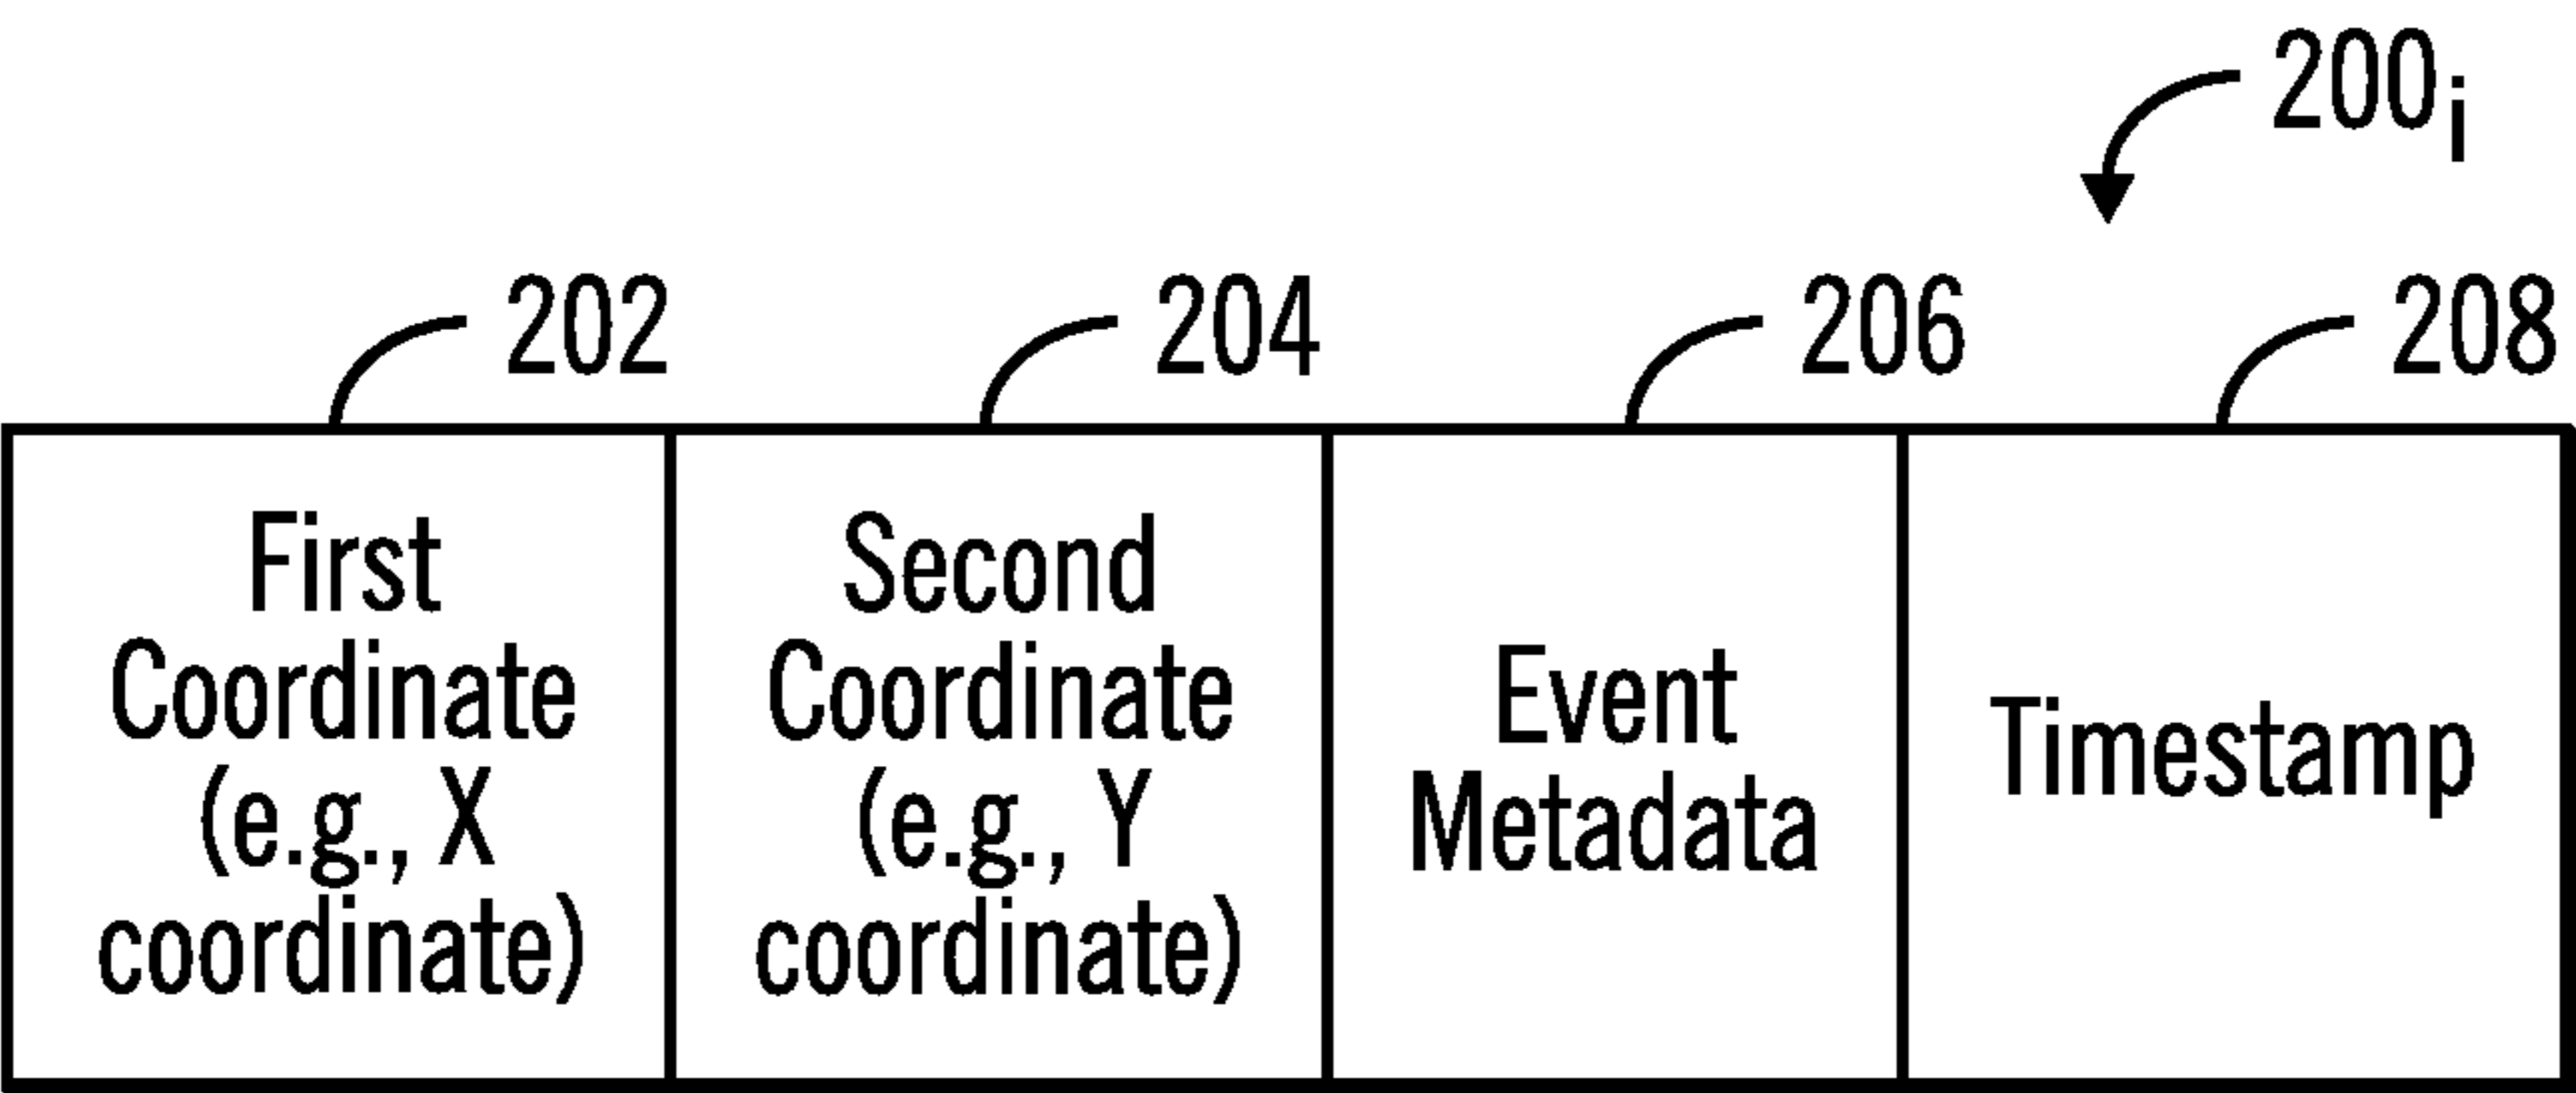 200i
202
204
206
208
First
Coordinate
(e.g., X
coordinate)
Second
Coordinate
(e.g., Y
coordinate)
Event
Metadata
Timestamp